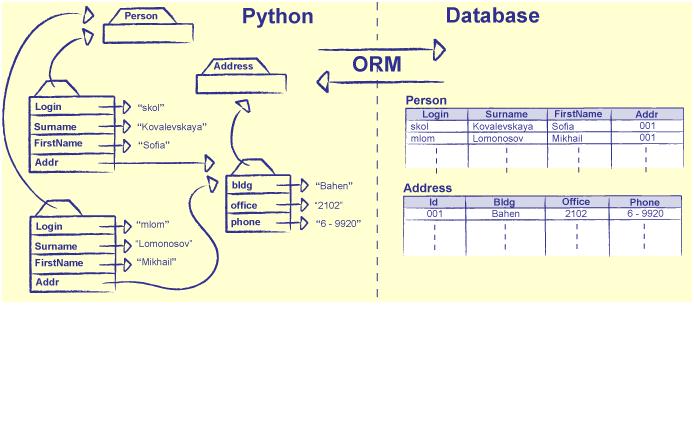 Python
Database
Person
Address
ORM
Login "skol"
Surname "Kovalevskaya"
FirstName "Sofia"
Addr
bldg "Bahen"
office "2102"
phone "6 - 9920"
Login "mlom"
Surname "Lomonosov"
FirstName "Mikhail"
Addr
Person
Login Surname FirstName Addr
skol Kovalevskaya Sofia 001
mlom Lomonosov Mikhail 001
Address
Id Bldg Office Phone
001 Bahen 2102 6 - 9920